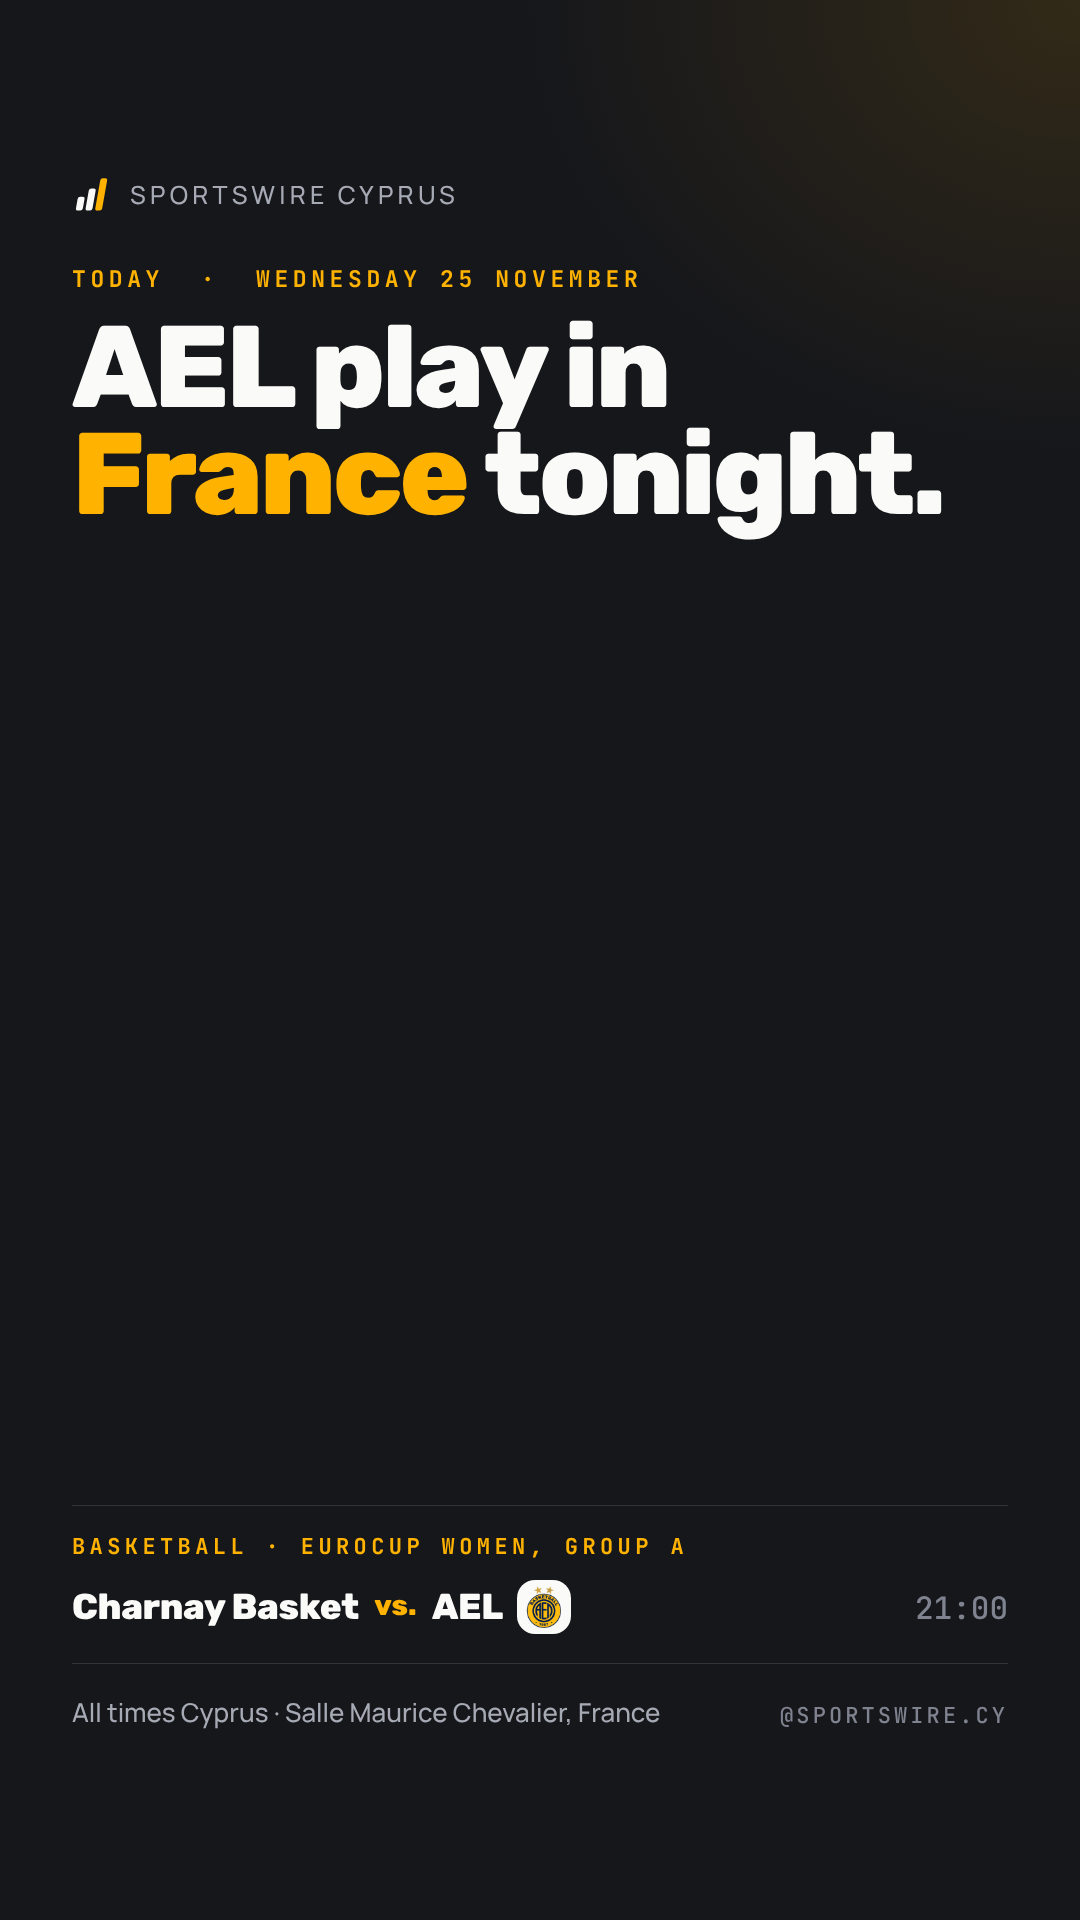 SPORTSWIRE CYPRUS
TODAY · WEDNESDAY 25 NOVEMBER
AEL play in
France tonight.
BASKETBALL · EUROCUP WOMEN, GROUP A
Charnay Basket vs. AEL
21:00
All times Cyprus · Salle Maurice Chevalier, France
@SPORTSWIRE.CY